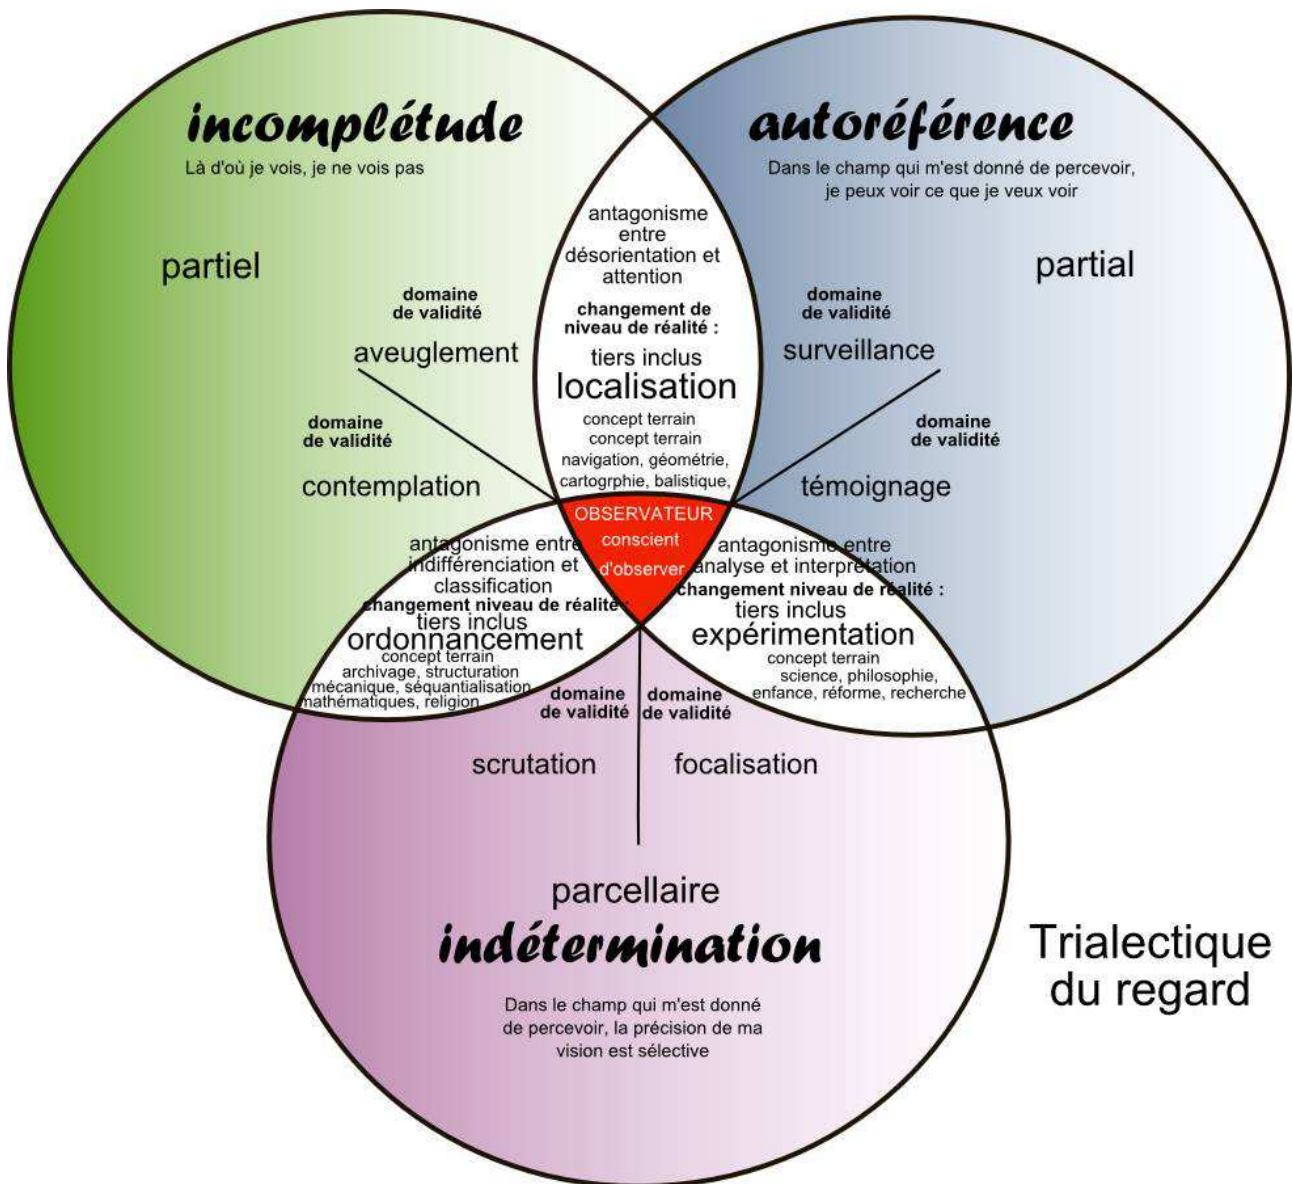 incomplétude
Là d'où je vois, je ne vois pas
partiel
domaine
de validité
aveuglement
domaine
de validité
contemplation
autoréférence
Dans le champ qui m'est donné de percevoir,
je peux voir ce que je veux voir
partial
domaine
de validité
surveillance
domaine
de validité
témoignage
antagonisme
entre
désorientation et
attention
changement de
niveau de réalité :
tiers inclus
localisation
concept terrain
concept terrain
navigation, géométrie,
cartogrphie, balistique,
OBSERVATEUR
conscient
d'observer
antagonisme entre
indifférenciation et
classification
changement niveau de réalité :
tiers inclus
ordonnancement
concept terrain
archivage, structuration
mécanique, séquantialisation
mathématiques, religion
antagonisme entre
analyse et interprétation
changement niveau de réalité :
tiers inclus
expérimentation
concept terrain
science, philosophie,
enfance, réforme, recherche
domaine
de validité
scrutation
domaine
de validité
focalisation
parcellaire
indétermination
Dans le champ qui m'est donné
de percevoir, la précision de ma
vision est sélective
Trialectique
du regard